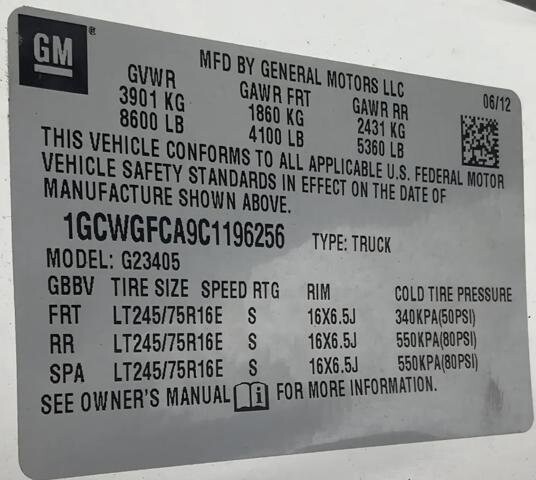 GM ®
MFD BY GENERAL MOTORS LLC
06/12
GVWR GAWR FRT GAWR RR
3901 KG 1860 KG 2431 KG
8600 LB 4100 LB 5360 LB
THIS VEHICLE CONFORMS TO ALL APPLICABLE U.S. FEDERAL MOTOR
VEHICLE SAFETY STANDARDS IN EFFECT ON THE DATE OF
MANUFACTURE SHOWN ABOVE.
1GCWGFCA9C1196256 TYPE: TRUCK
MODEL: G23405
GBBV TIRE SIZE SPEED RTG RIM COLD TIRE PRESSURE
FRT LT245/75R16E S 16X6.5J 340KPA(50PSI)
RR LT245/75R16E S 16X6.5J 550KPA(80PSI)
SPA LT245/75R16E S 16X6.5J 550KPA(80PSI)
SEE OWNER'S MANUAL i FOR MORE INFORMATION.